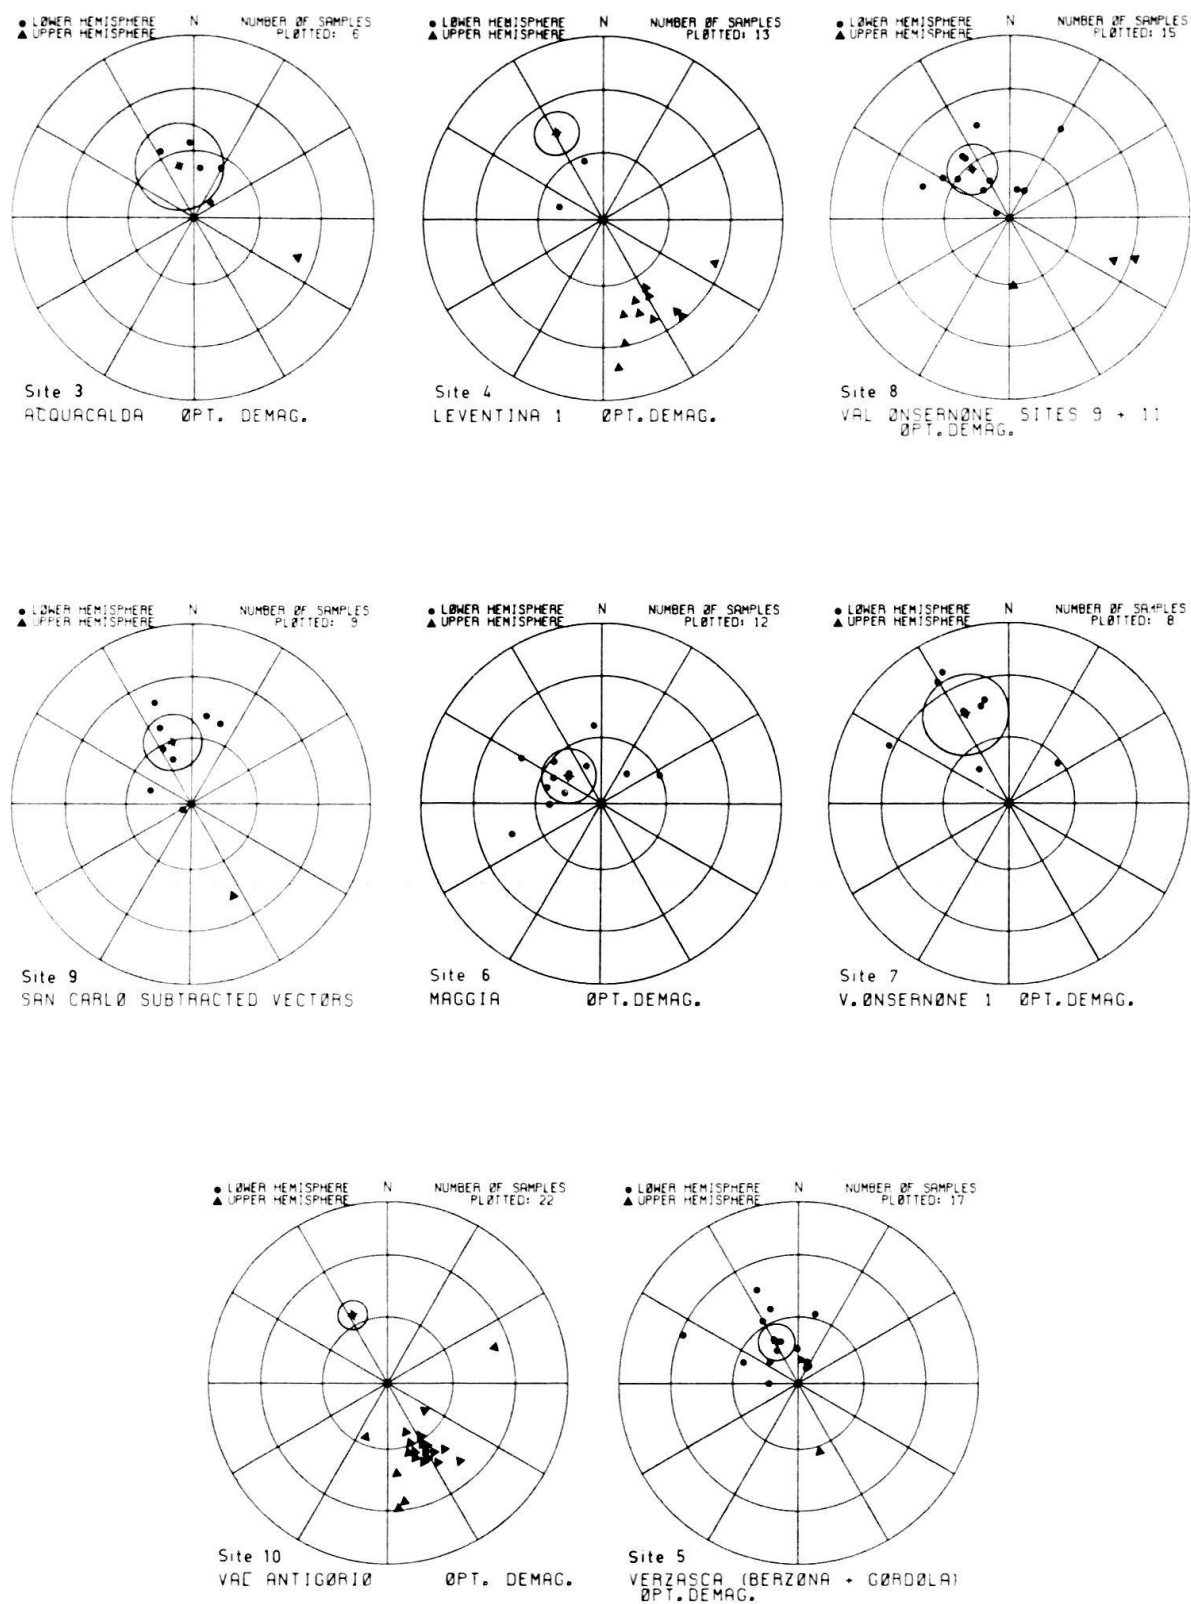 ● LØWER HEMISPHERE N NUMBER ØF SAMPLES
▲ UPPER HEMISPHERE PLØTTED: 6
Site 3
ACQUACALDA ØPT. DEMAG.
● LØWER HEMISPHERE N NUMBER ØF SAMPLES
▲ UPPER HEMISPHERE PLØTTED: 13
Site 4
LEVENTINA 1 ØPT.DEMAG.
● LØWER HEMISPHERE N NUMBER ØF SAMPLES
▲ UPPER HEMISPHERE PLØTTED: 15
Site 8
VAL ØNSERNØNE SITES 9 + 11
ØPT.DEMAG.
● LØWER HEMISPHERE N NUMBER ØF SAMPLES
▲ UPPER HEMISPHERE PLØTTED: 9
Site 9
SAN CARLØ SUBTRACTED VECTØRS
● LØWER HEMISPHERE N NUMBER ØF SAMPLES
▲ UPPER HEMISPHERE PLØTTED: 12
Site 6
MAGGIA ØPT.DEMAG.
● LØWER HEMISPHERE N NUMBER ØF SAMPLES
▲ UPPER HEMISPHERE PLØTTED: 8
Site 7
V.ØNSERNØNE 1 ØPT.DEMAG.
● LØWER HEMISPHERE N NUMBER ØF SAMPLES
▲ UPPER HEMISPHERE PLØTTED: 22
Site 10
VAC ANTIGØRIØ ØPT. DEMAG.
● LØWER HEMISPHERE N NUMBER ØF SAMPLES
▲ UPPER HEMISPHERE PLØTTED: 17
Site 5
VERZASCA (BERZØNA + GØRDØLA)
ØPT.DEMAG.